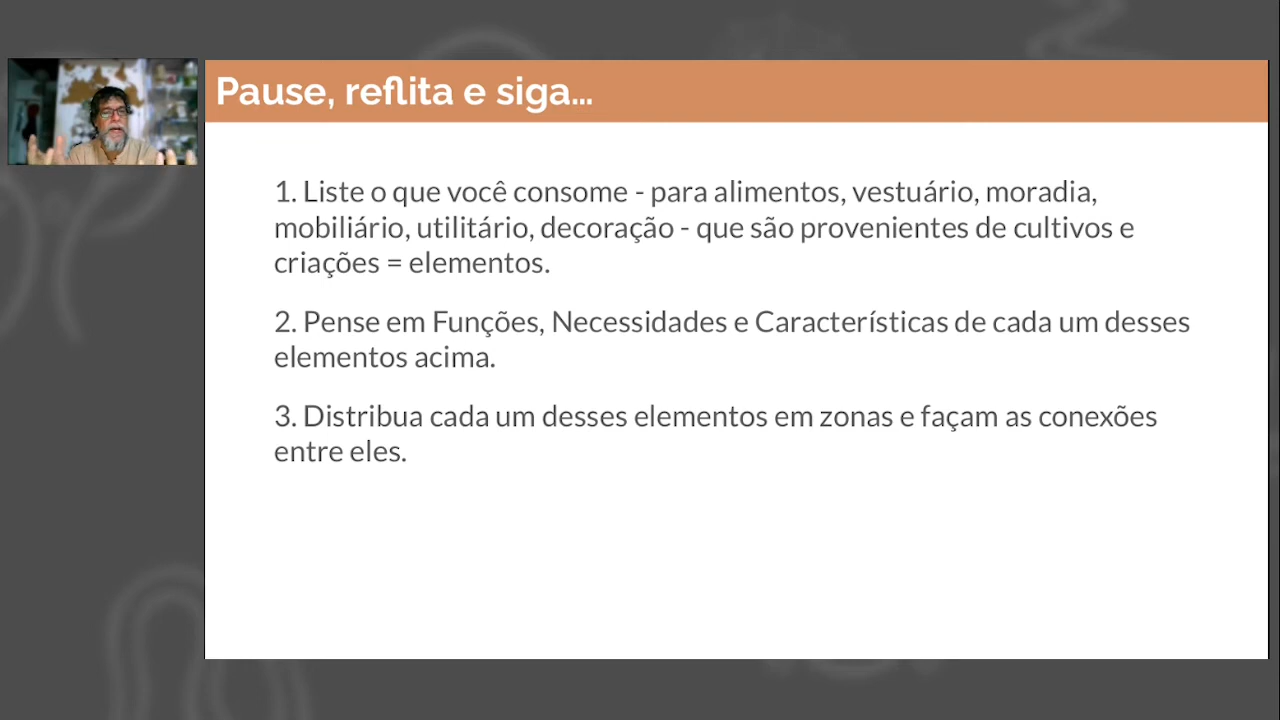 Pause, reflita e siga...
1. Liste o que você consome - para alimentos, vestuário, moradia,
mobiliário, utilitário, decoração - que são provenientes de cultivos e
criações = elementos.
2. Pense em Funções, Necessidades e Características de cada um desses
elementos acima.
3. Distribua cada um desses elementos em zonas e façam as conexões
entre eles.